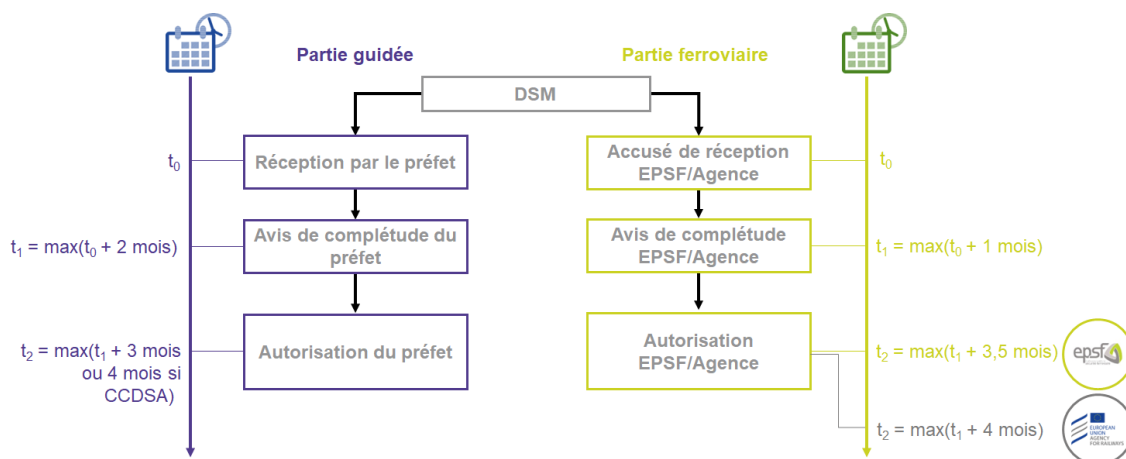 Partie guidée
Partie ferroviaire
DSM
t₀
Réception par le préfet
Accusé de réception
EPSF/Agence
t₀
t₁ = max(t₀ + 2 mois)
Avis de complétude du
préfet
Avis de complétude
EPSF/Agence
t₁ = max(t₀ + 1 mois)
t₂ = max(t₁ + 3 mois
ou 4 mois si
CCDSA)
Autorisation du préfet
Autorisation
EPSF/Agence
t₂ = max(t₁ + 3,5 mois)
epsf
t₂ = max(t₁ + 4 mois)
EUROPEAN
UNION
AGENCY
FOR RAILWAYS